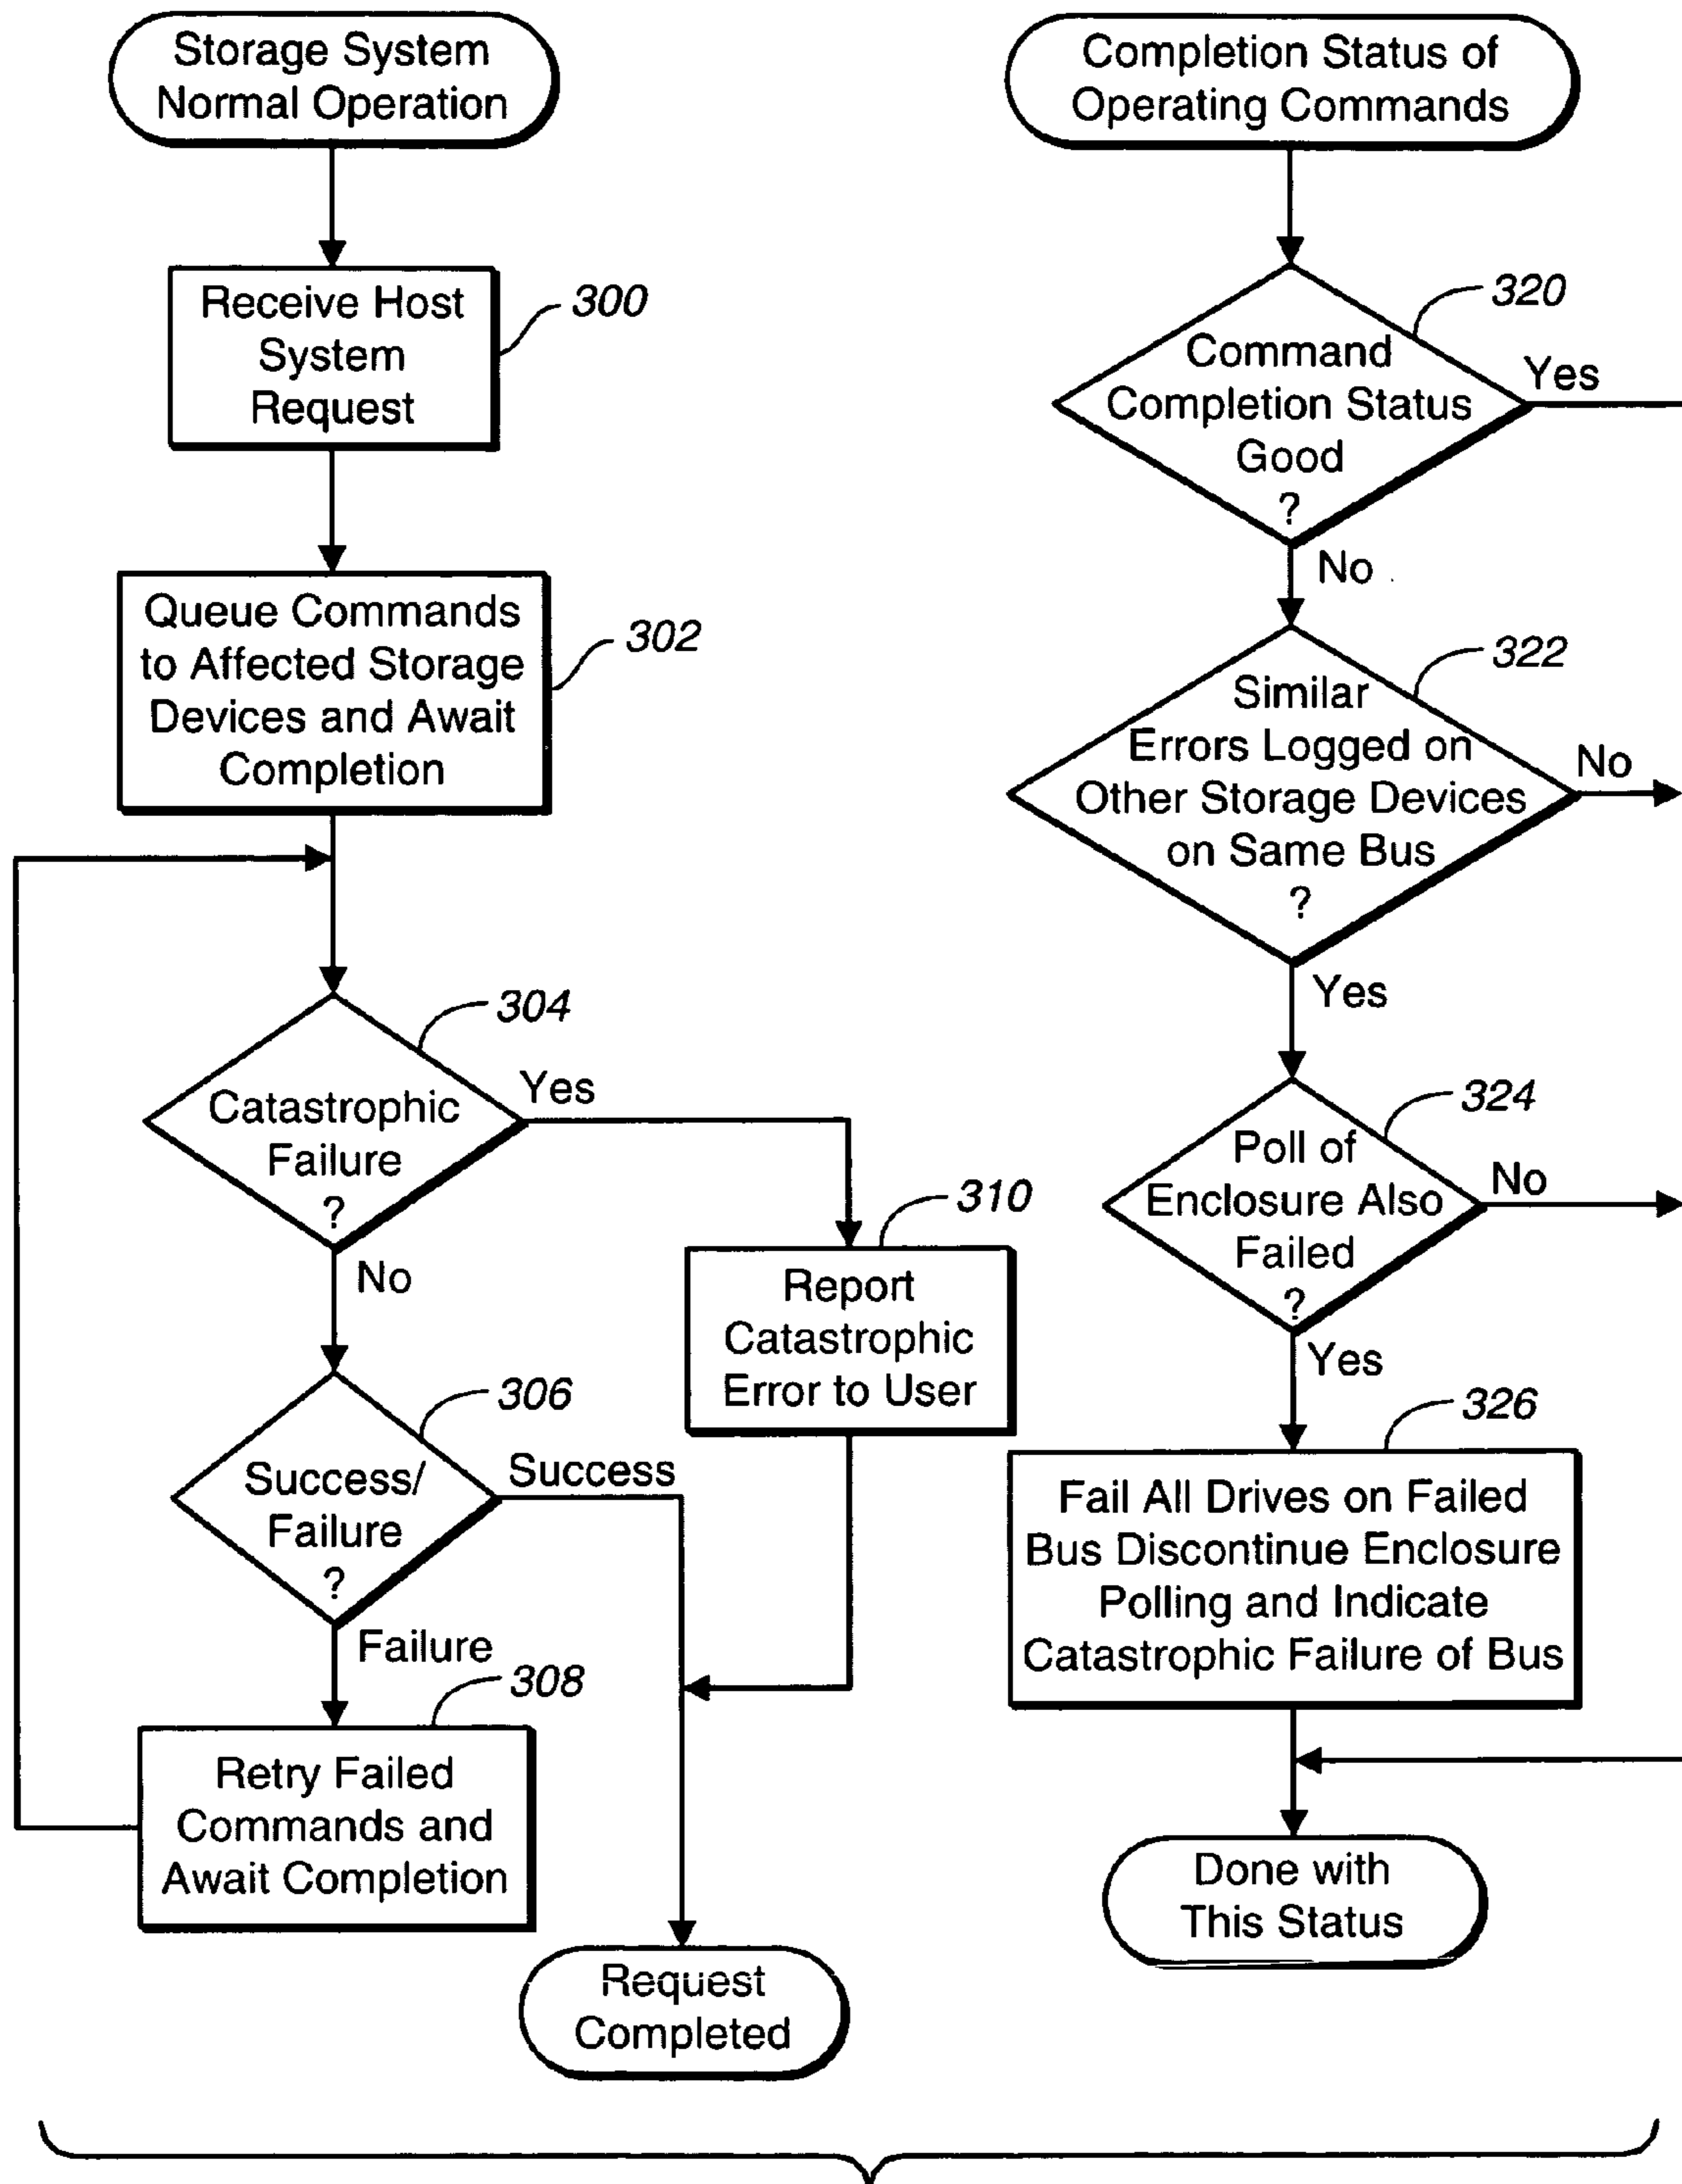 Storage System
Normal Operation
Receive Host
System
Request
300
Queue Commands
to Affected Storage
Devices and Await
Completion
302
304
Catastrophic
Failure
?
Yes
No
310
Report
Catastrophic
Error to User
306
Success/
Failure
?
Success
Failure
308
Retry Failed
Commands and
Await Completion
Request
Completed
Completion Status of
Operating Commands
320
Command
Completion Status
Good
?
Yes
No
322
Similar
Errors Logged on
Other Storage Devices
on Same Bus
?
No
Yes
324
Poll of
Enclosure Also
Failed
?
No
Yes
326
Fail All Drives on Failed
Bus Discontinue Enclosure
Polling and Indicate
Catastrophic Failure of Bus
Done with
This Status